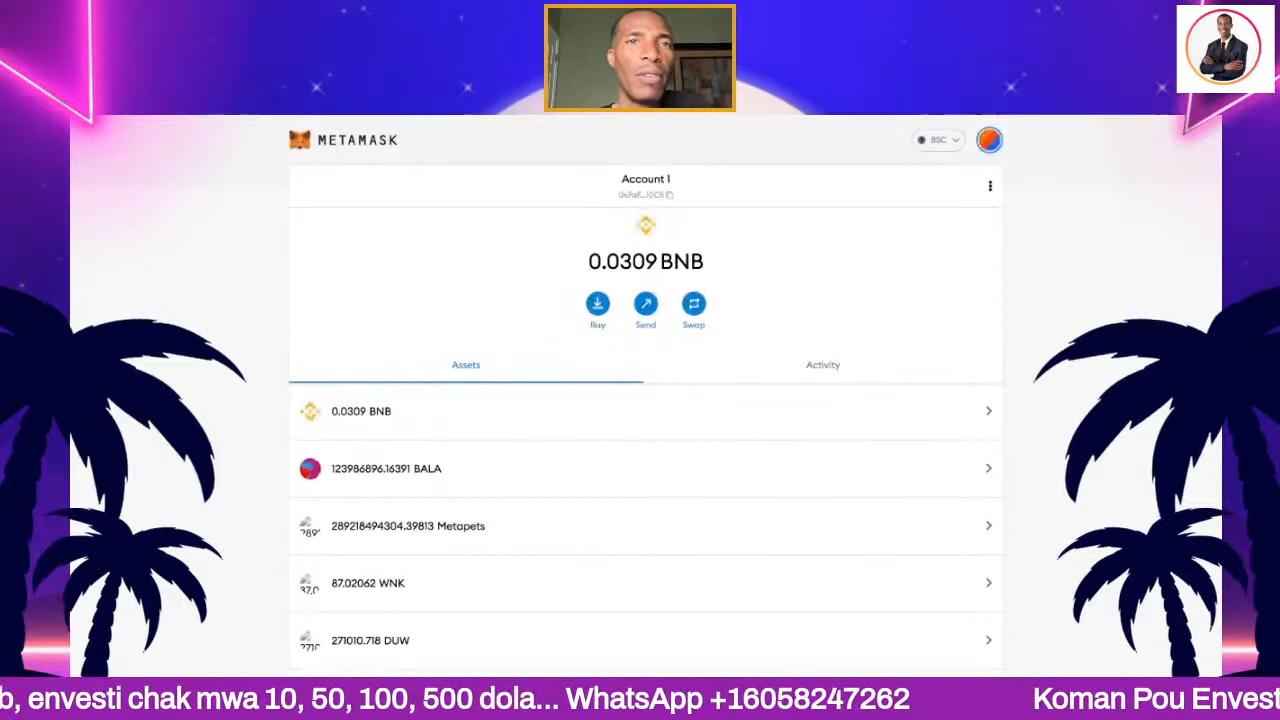 METAMASK
BSC
Account 1
0.0309 BNB
Buy
Send
Swap
Assets
Activity
0.0309 BNB
123986896.16391 BALA
289218494304.39813 Metapets
87.02062 WNK
271010.718 DUW
b, envesti chak mwa 10, 50, 100, 500 dola... WhatsApp +16058247262
Koman Pou Envest